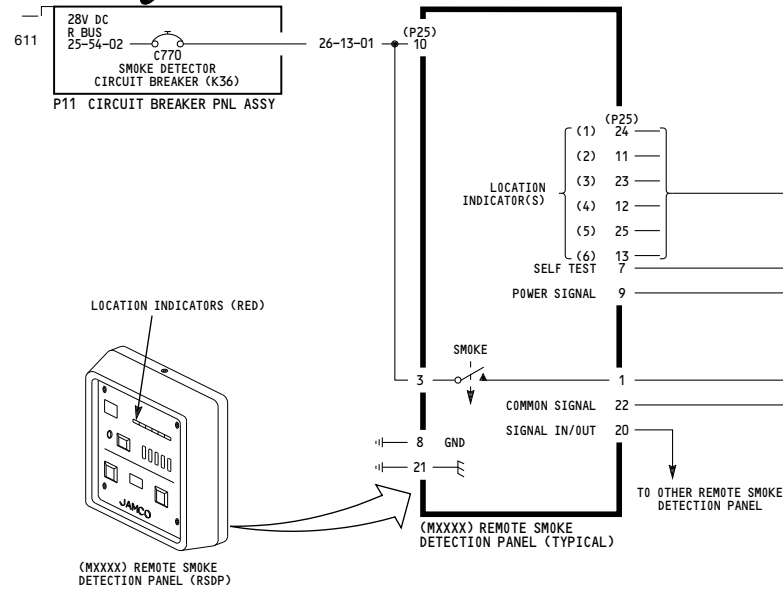 28V DC
R BUS
611
25-54-02
C770
SMOKE DETECTOR
CIRCUIT BREAKER (K36)
P11 CIRCUIT BREAKER PNL ASSY
26-13-01
(P25)
10
(P25)
(1) 24
(2) 11
(3) 23
LOCATION
INDICATOR(S)
(4) 12
(5) 25
(6) 13
SELF TEST 7
POWER SIGNAL 9
SMOKE
3
1
COMMON SIGNAL 22
SIGNAL IN/OUT 20
8 GND
21
TO OTHER REMOTE SMOKE
DETECTION PANEL
(MXXXX) REMOTE SMOKE
DETECTION PANEL (TYPICAL)
LOCATION INDICATORS (RED)
JAMCO
(MXXXX) REMOTE SMOKE
DETECTION PANEL (RSDP)